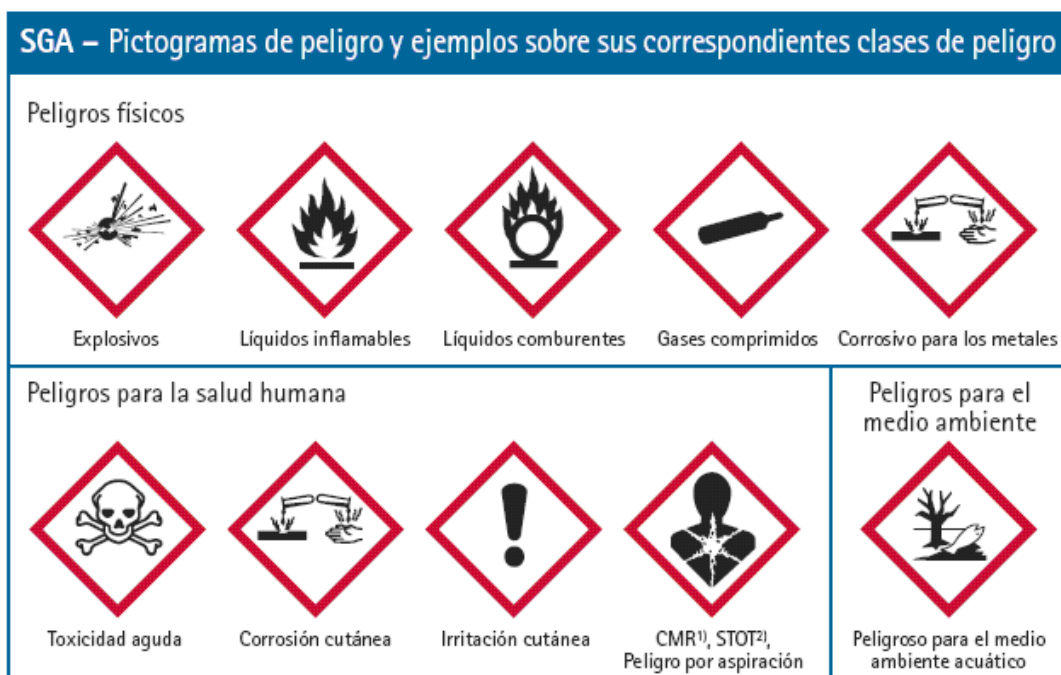 SGA – Pictogramas de peligro y ejemplos sobre sus correspondientes clases de peligro
Peligros físicos
Explosivos
Líquidos inflamables
Líquidos comburentes
Gases comprimidos
Corrosivo para los metales
Peligros para la salud humana
Toxicidad aguda
Corrosión cutánea
Irritación cutánea
CMR¹⁾, STOT²⁾,
Peligro por aspiración
Peligros para el
medio ambiente
Peligroso para el medio
ambiente acuático